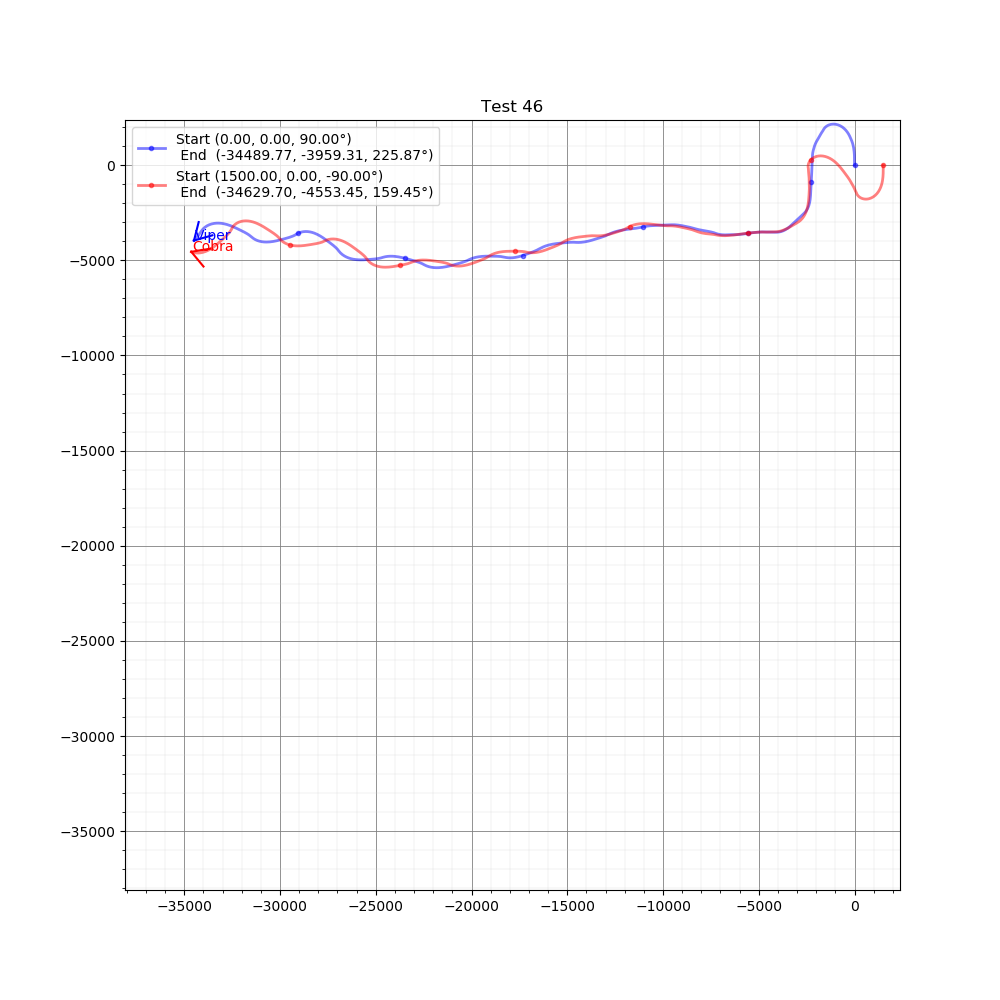 Test 46
Start (0.00, 0.00, 90.00°)
End  (-34489.77, -3959.31, 225.87°)
Start (1500.00, 0.00, -90.00°)
End  (-34629.70, -4553.45, 159.45°)
Viper
Cobra
0
−5000
−10000
−15000
−20000
−25000
−30000
−35000
−35000 −30000 −25000 −20000 −15000 −10000 −5000 0